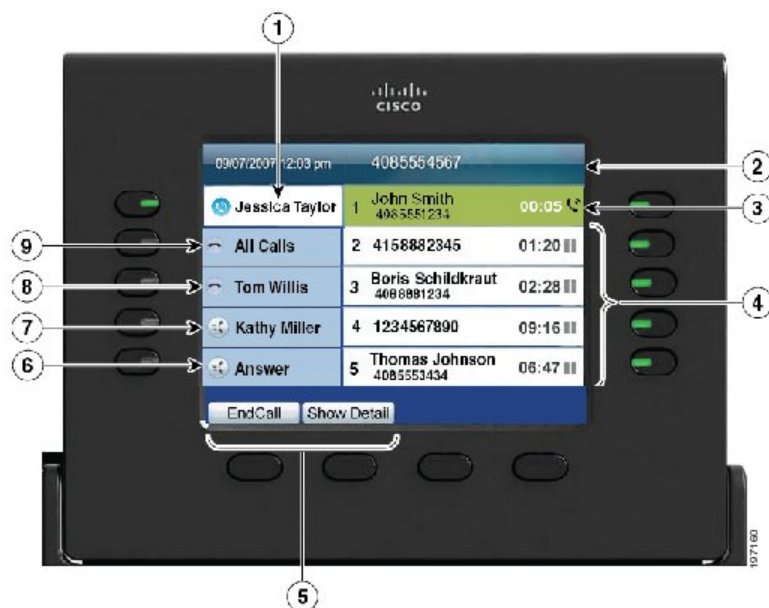 1
CISCO
09/07/2007 12:03 pm 4085554567
2
Jessica Taylor 1 John Smith 00:05
4085551234
3
9
All Calls 2 4158882345 01:20
8
Tom Willis 3 Boris Schildkraut 02:28
4088881234
4
7
Kathy Miller 4 1234567890 09:16
6
Answer 5 Thomas Johnson 06:47
4085553434
EndCall Show Detail
5
197160